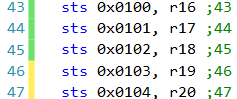 43 sts 0x0100, r16 ;43
44 sts 0x0101, r17 ;44
45 sts 0x0102, r18 ;45
46 sts 0x0103, r19 ;46
47 sts 0x0104, r20 ;47